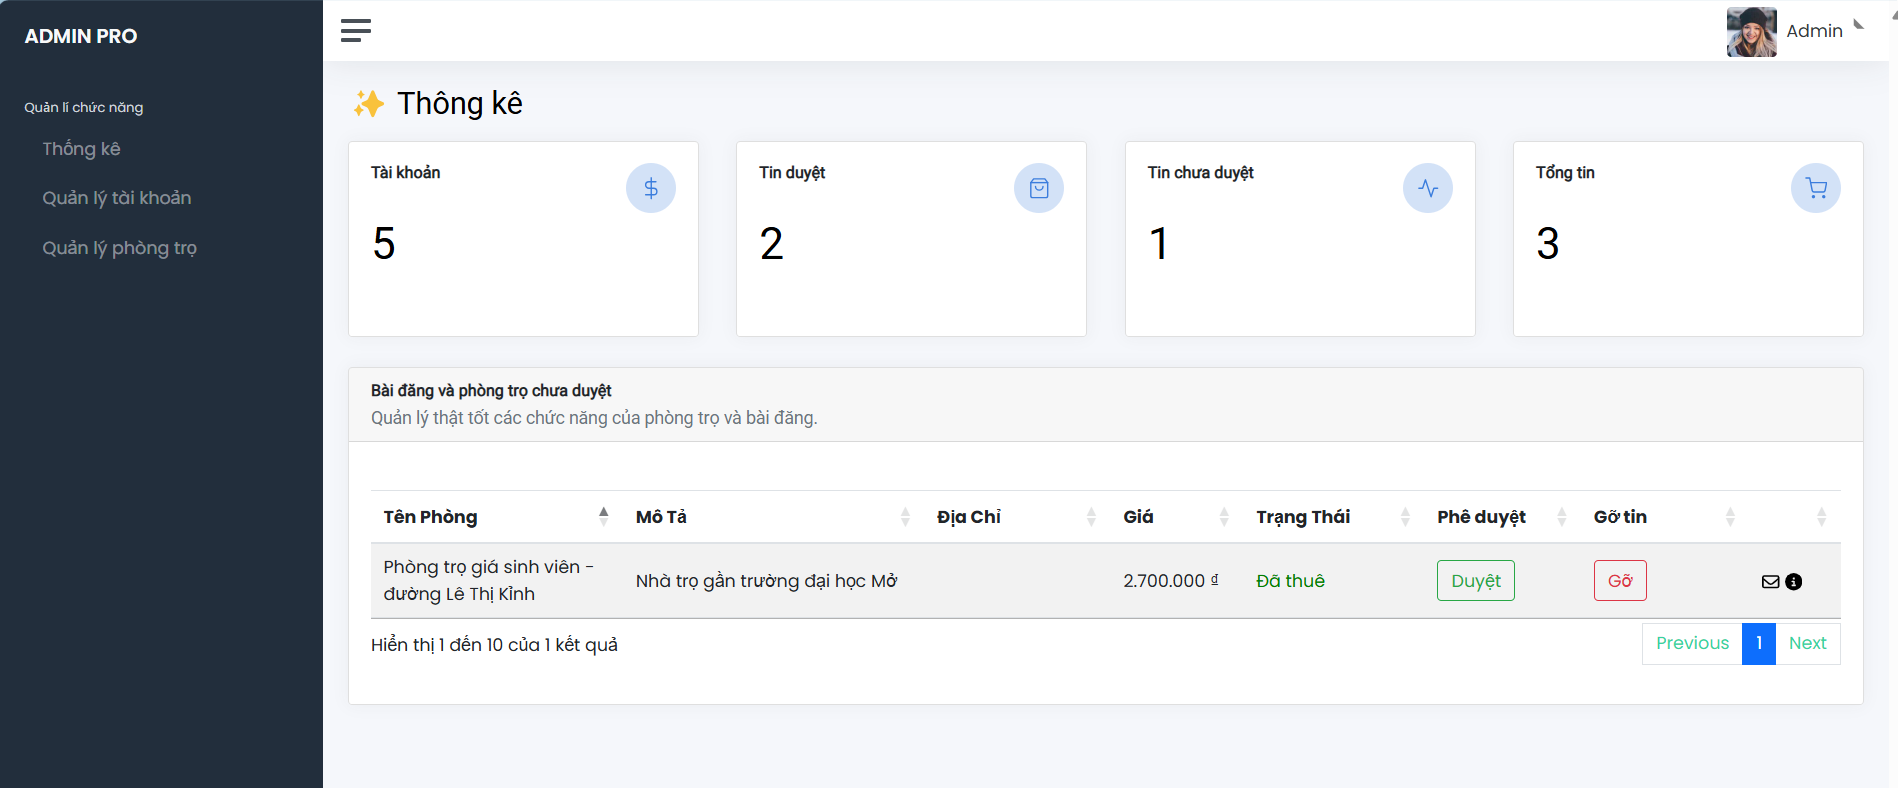 ADMIN PRO
Admin
Quản lí chức năng
Thống kê
Quản lý tài khoản
Quản lý phòng trọ
✨ Thông kê
Tài khoản
5
Tin duyệt
2
Tin chưa duyệt
1
Tổng tin
3
Bài đăng và phòng trọ chưa duyệt
Quản lý thật tốt các chức năng của phòng trọ và bài đăng.
Tên Phòng Mô Tả Địa Chỉ Giá Trạng Thái Phê duyệt Gỡ tin
Phòng trọ giá sinh viên -
đường Lê Thị Kỉnh
Nhà trọ gần trường đại học Mở
2.700.000 ₫
Đã thuê
Duyệt
Gỡ
Hiển thị 1 đến 10 của 1 kết quả
Previous 1 Next